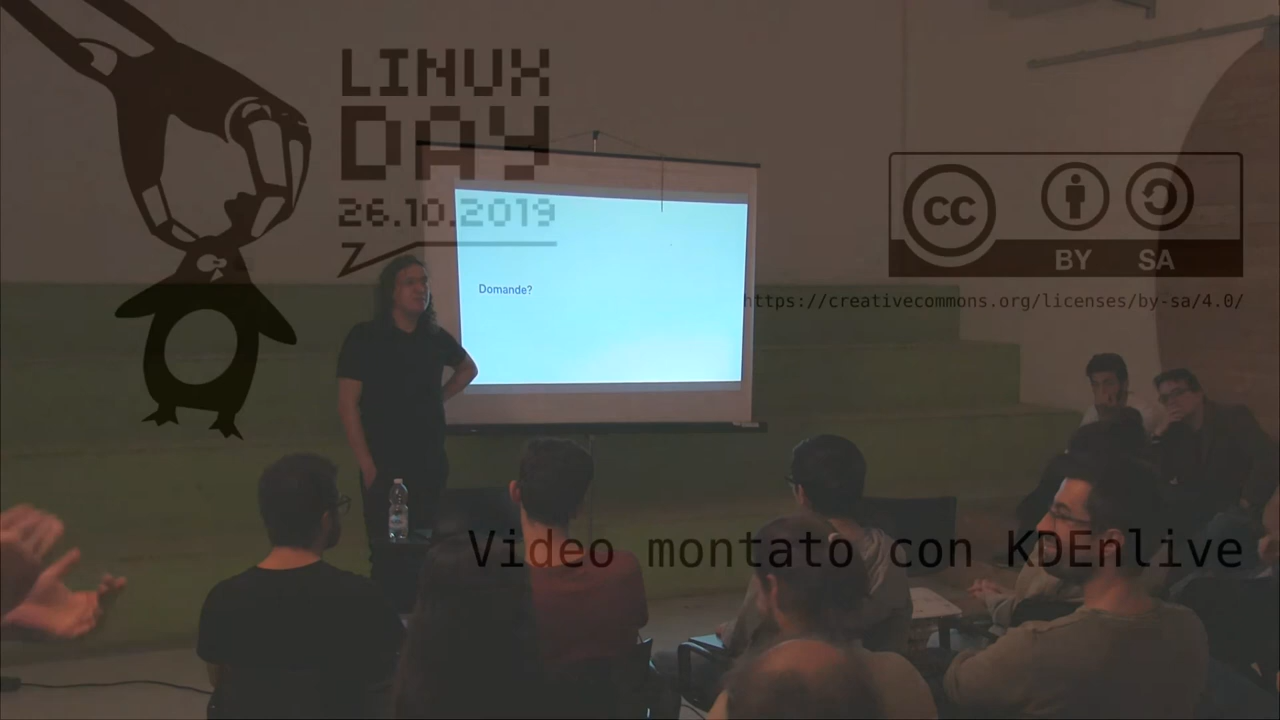 LINUX
DAY
26.10.2019
CC
BY SA
https://creativecommons.org/licenses/by-sa/4.0/
Domande?
Video montato con KDEnlive